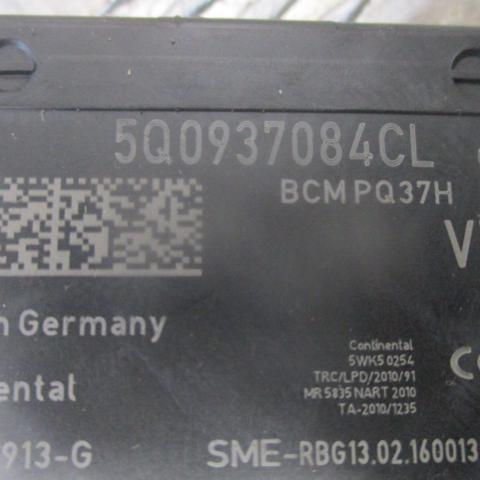 5Q0937084CL
BCM PQ37H
V
n Germany
Continental
5WK5 0254
TRC/LPD/2010/91
MR 5835 NART 2010
TA-2010/1235
ental
913-G
SME-RBG13.02.160013